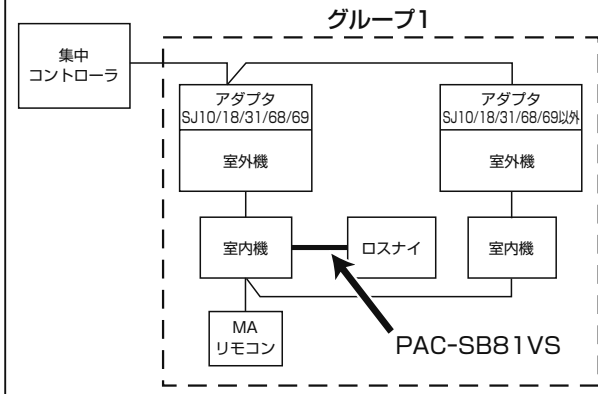 グループ1
集中
コントローラ
アダプタ
SJ10/18/31/68/69
アダプタ
SJ10/18/31/68/69以外
室外機
室外機
室内機
ロスナイ
室内機
MA
リモコン
PAC-SB81VS